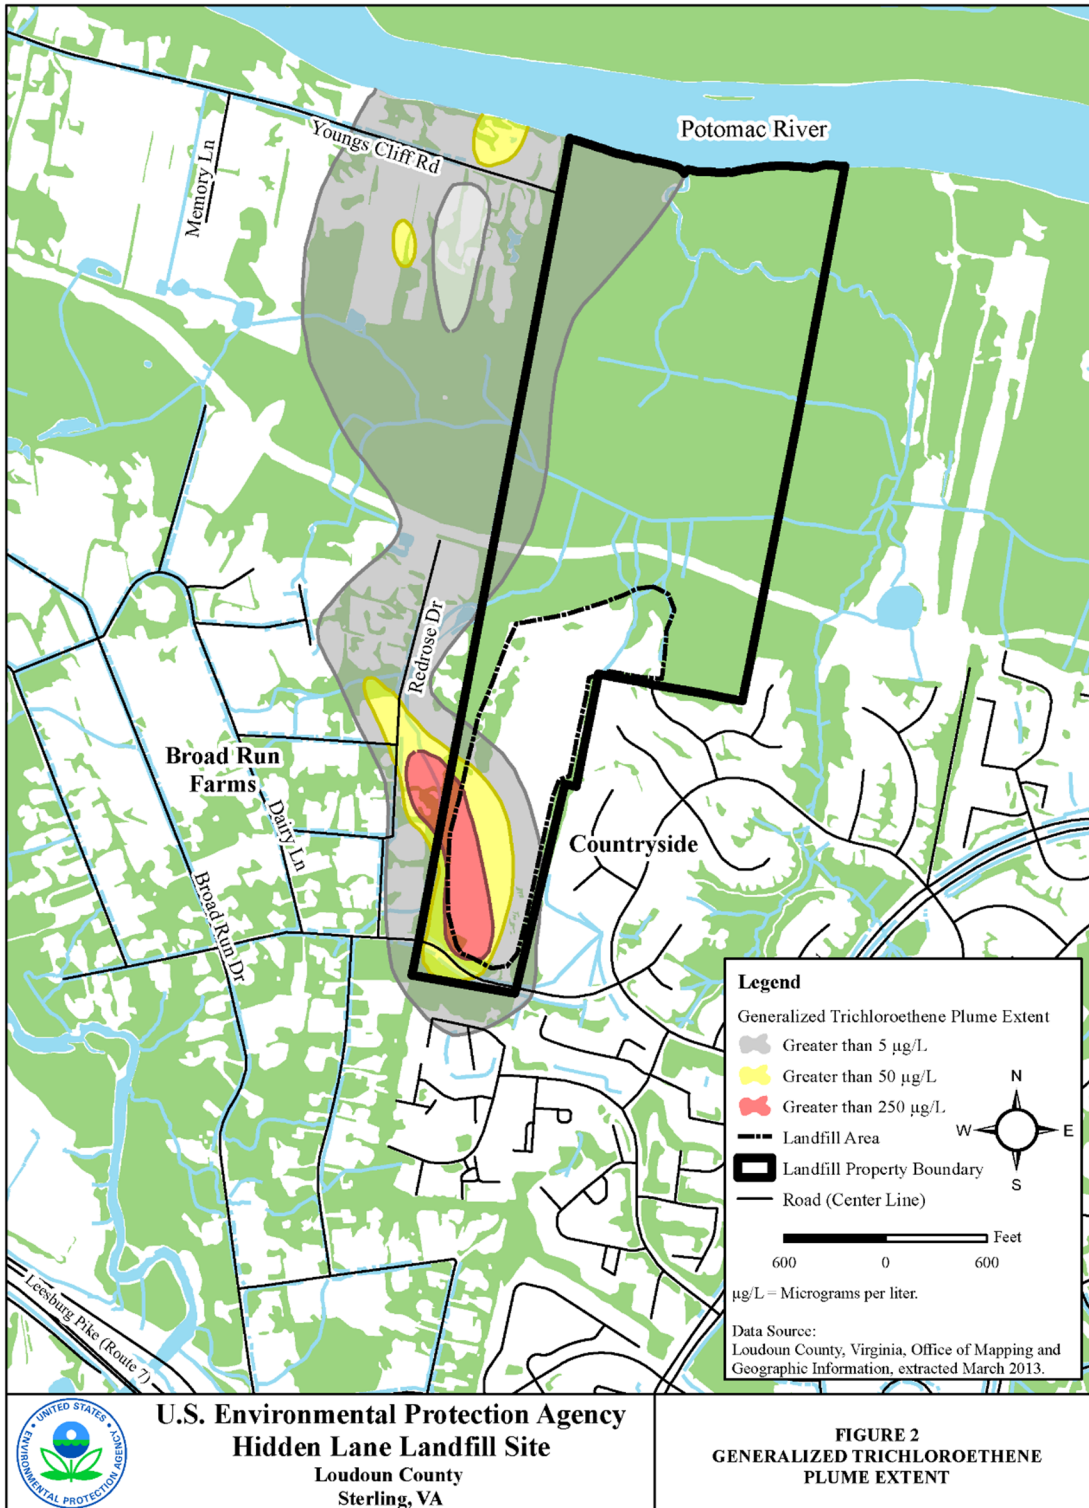 Potomac River
Youngs Cliff Rd
Memory Ln
Redrose Dr
Broad Run
Farms
Dairy Ln
Countryside
Broad Run Dr
Leesburg Pike (Route 7)
Legend
Generalized Trichloroethene Plume Extent
Greater than 5 µg/L
Greater than 50 µg/L
Greater than 250 µg/L
Landfill Area
Landfill Property Boundary
Road (Center Line)
N
W
E
S
Feet
600 0 600
µg/L = Micrograms per liter.
Data Source:
Loudoun County, Virginia, Office of Mapping and
Geographic Information, extracted March 2013.
UNITED STATES
ENVIRONMENTAL PROTECTION AGENCY
U.S. Environmental Protection Agency
Hidden Lane Landfill Site
Loudoun County
Sterling, VA
FIGURE 2
GENERALIZED TRICHLOROETHENE
PLUME EXTENT